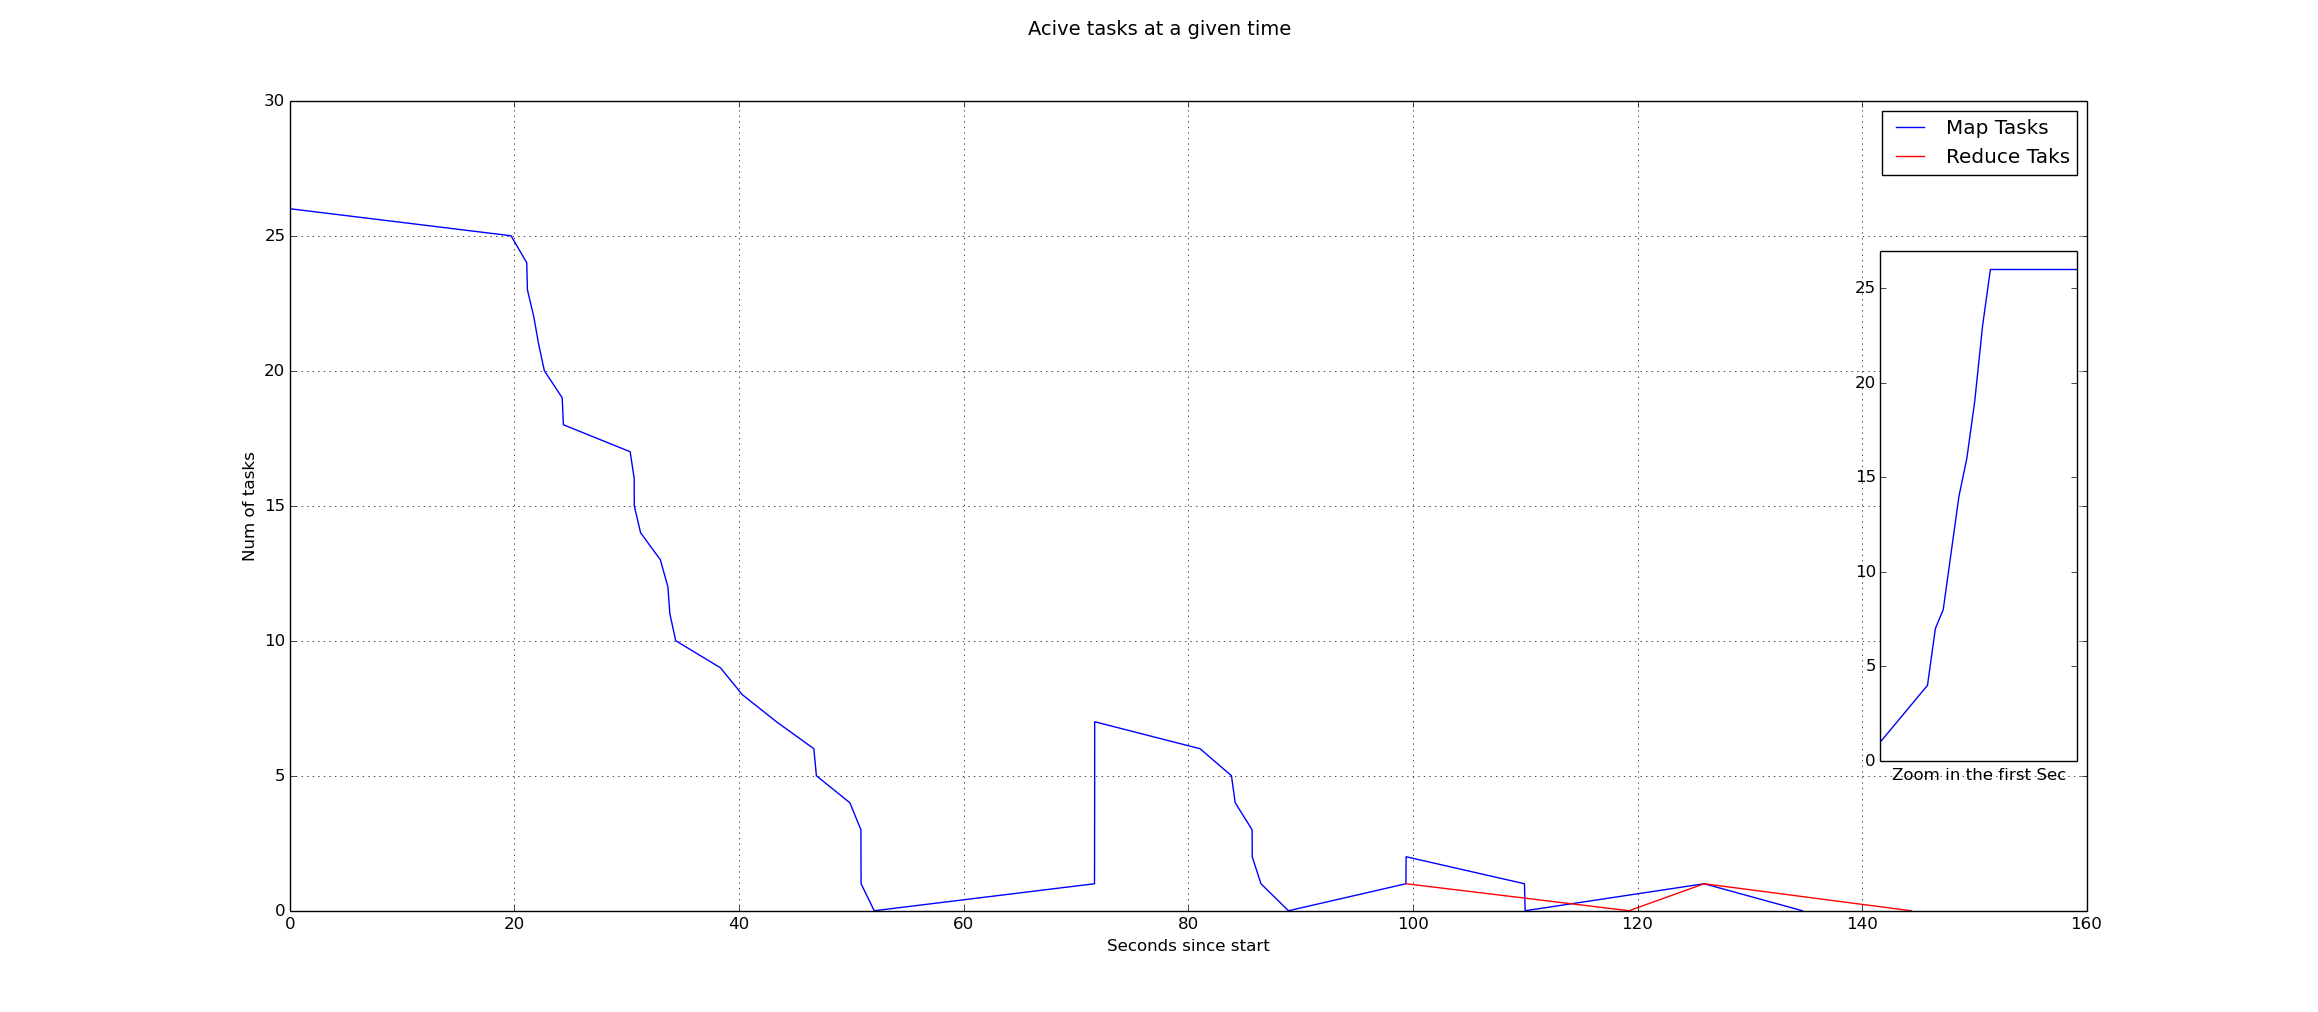 Acive tasks at a given time
30
25
20
15
10
5
0
Num of tasks
0 20 40 60 80 100 120 140 160
Seconds since start
Map Tasks
Reduce Taks
25
20
15
10
5
0
Zoom in the first Sec